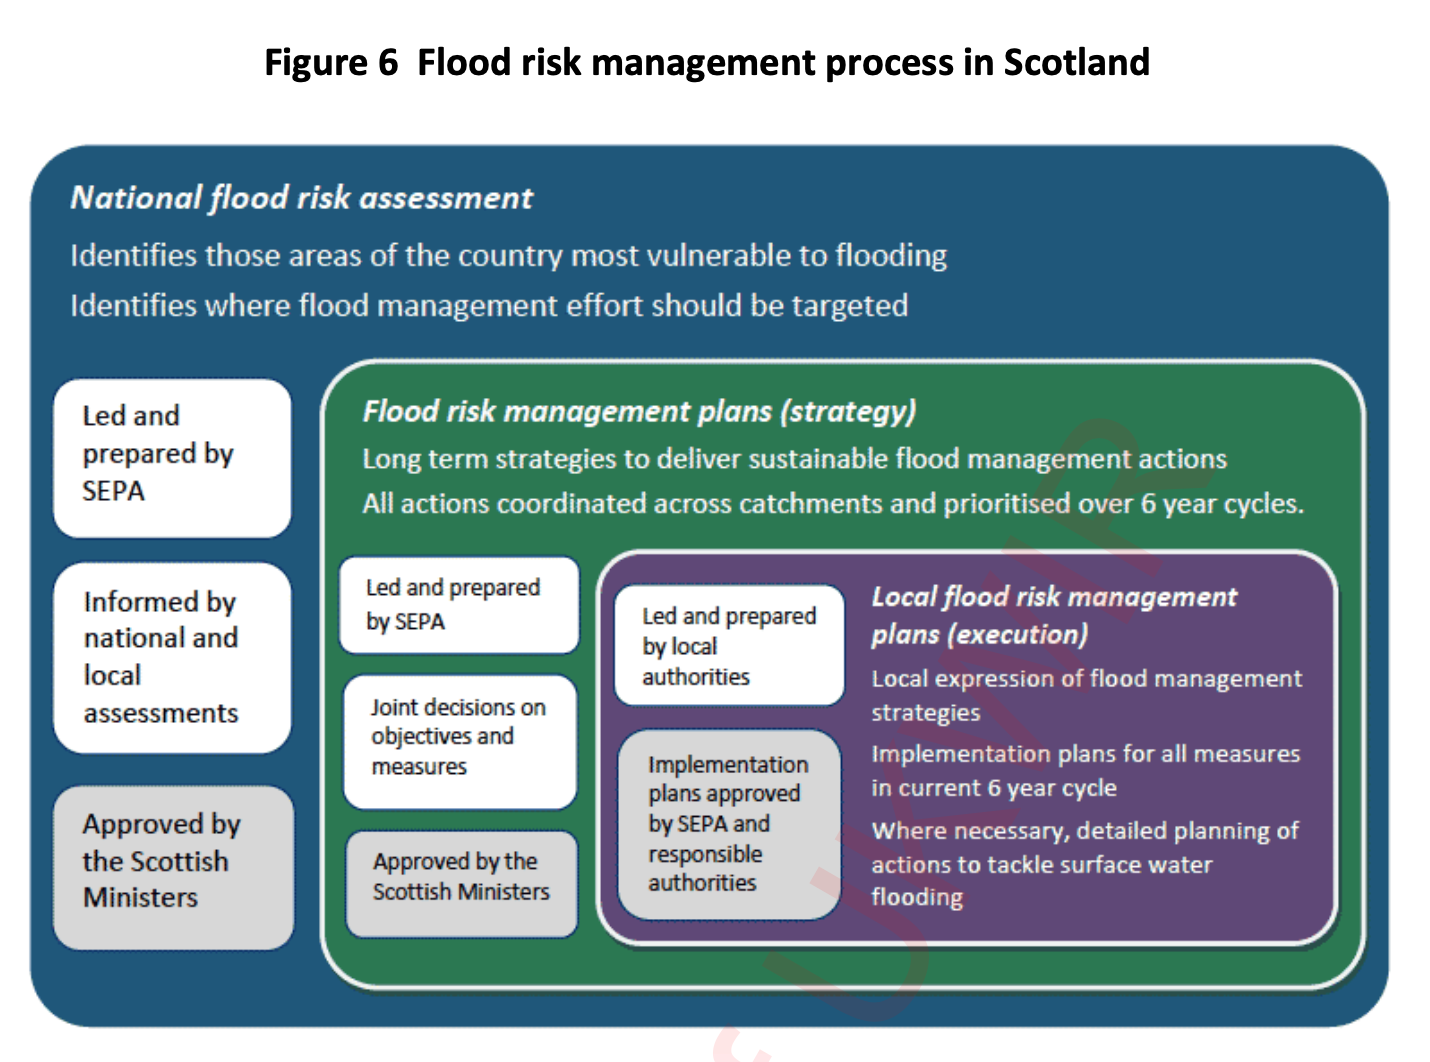 Figure 6  Flood risk management process in Scotland
National flood risk assessment
Identifies those areas of the country most vulnerable to flooding
Identifies where flood management effort should be targeted
Led and
prepared by
SEPA
Informed by
national and
local
assessments
Approved by
the Scottish
Ministers
Flood risk management plans (strategy)
Long term strategies to deliver sustainable flood management actions
All actions coordinated across catchments and prioritised over 6 year cycles.
Led and prepared
by SEPA
Joint decisions on
objectives and
measures
Approved by the
Scottish Ministers
Led and prepared
by local
authorities
Implementation
plans approved
by SEPA and
responsible
authorities
Local flood risk management
plans (execution)
Local expression of flood management
strategies
Implementation plans for all measures
in current 6 year cycle
Where necessary, detailed planning of
actions to tackle surface water
flooding
UKWIR